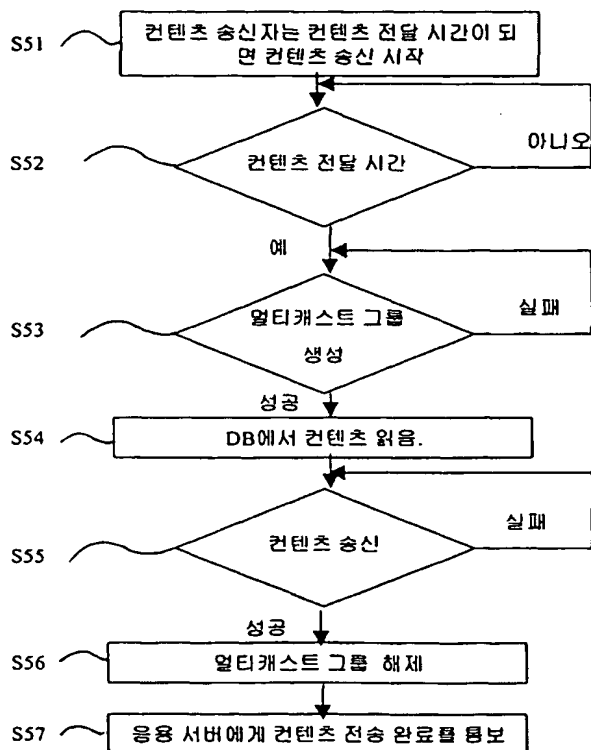 S51
컨텐츠 송신자는 컨텐츠 전달 시간이 되
면 컨텐츠 송신 시작
S52
컨텐츠 전달 시간
아니오
예
S53
멀티캐스트 그룹
생성
실패
성공
S54
DB에서 컨텐츠 읽음.
S55
컨텐츠 송신
실패
성공
S56
멀티캐스트 그룹 해제
S57
응용 서버에게 컨텐츠 전송 완료를 통보